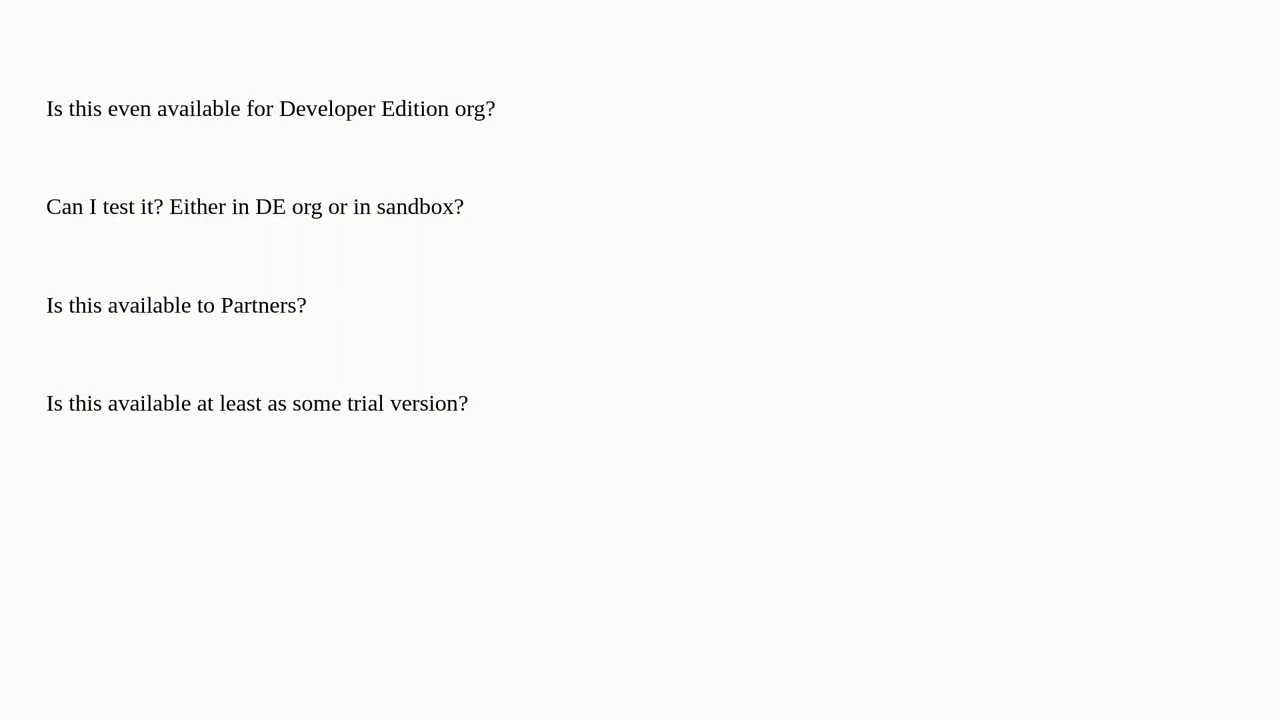 Is this even available for Developer Edition org?
Can I test it? Either in DE org or in sandbox?
Is this available to Partners?
Is this available at least as some trial version?